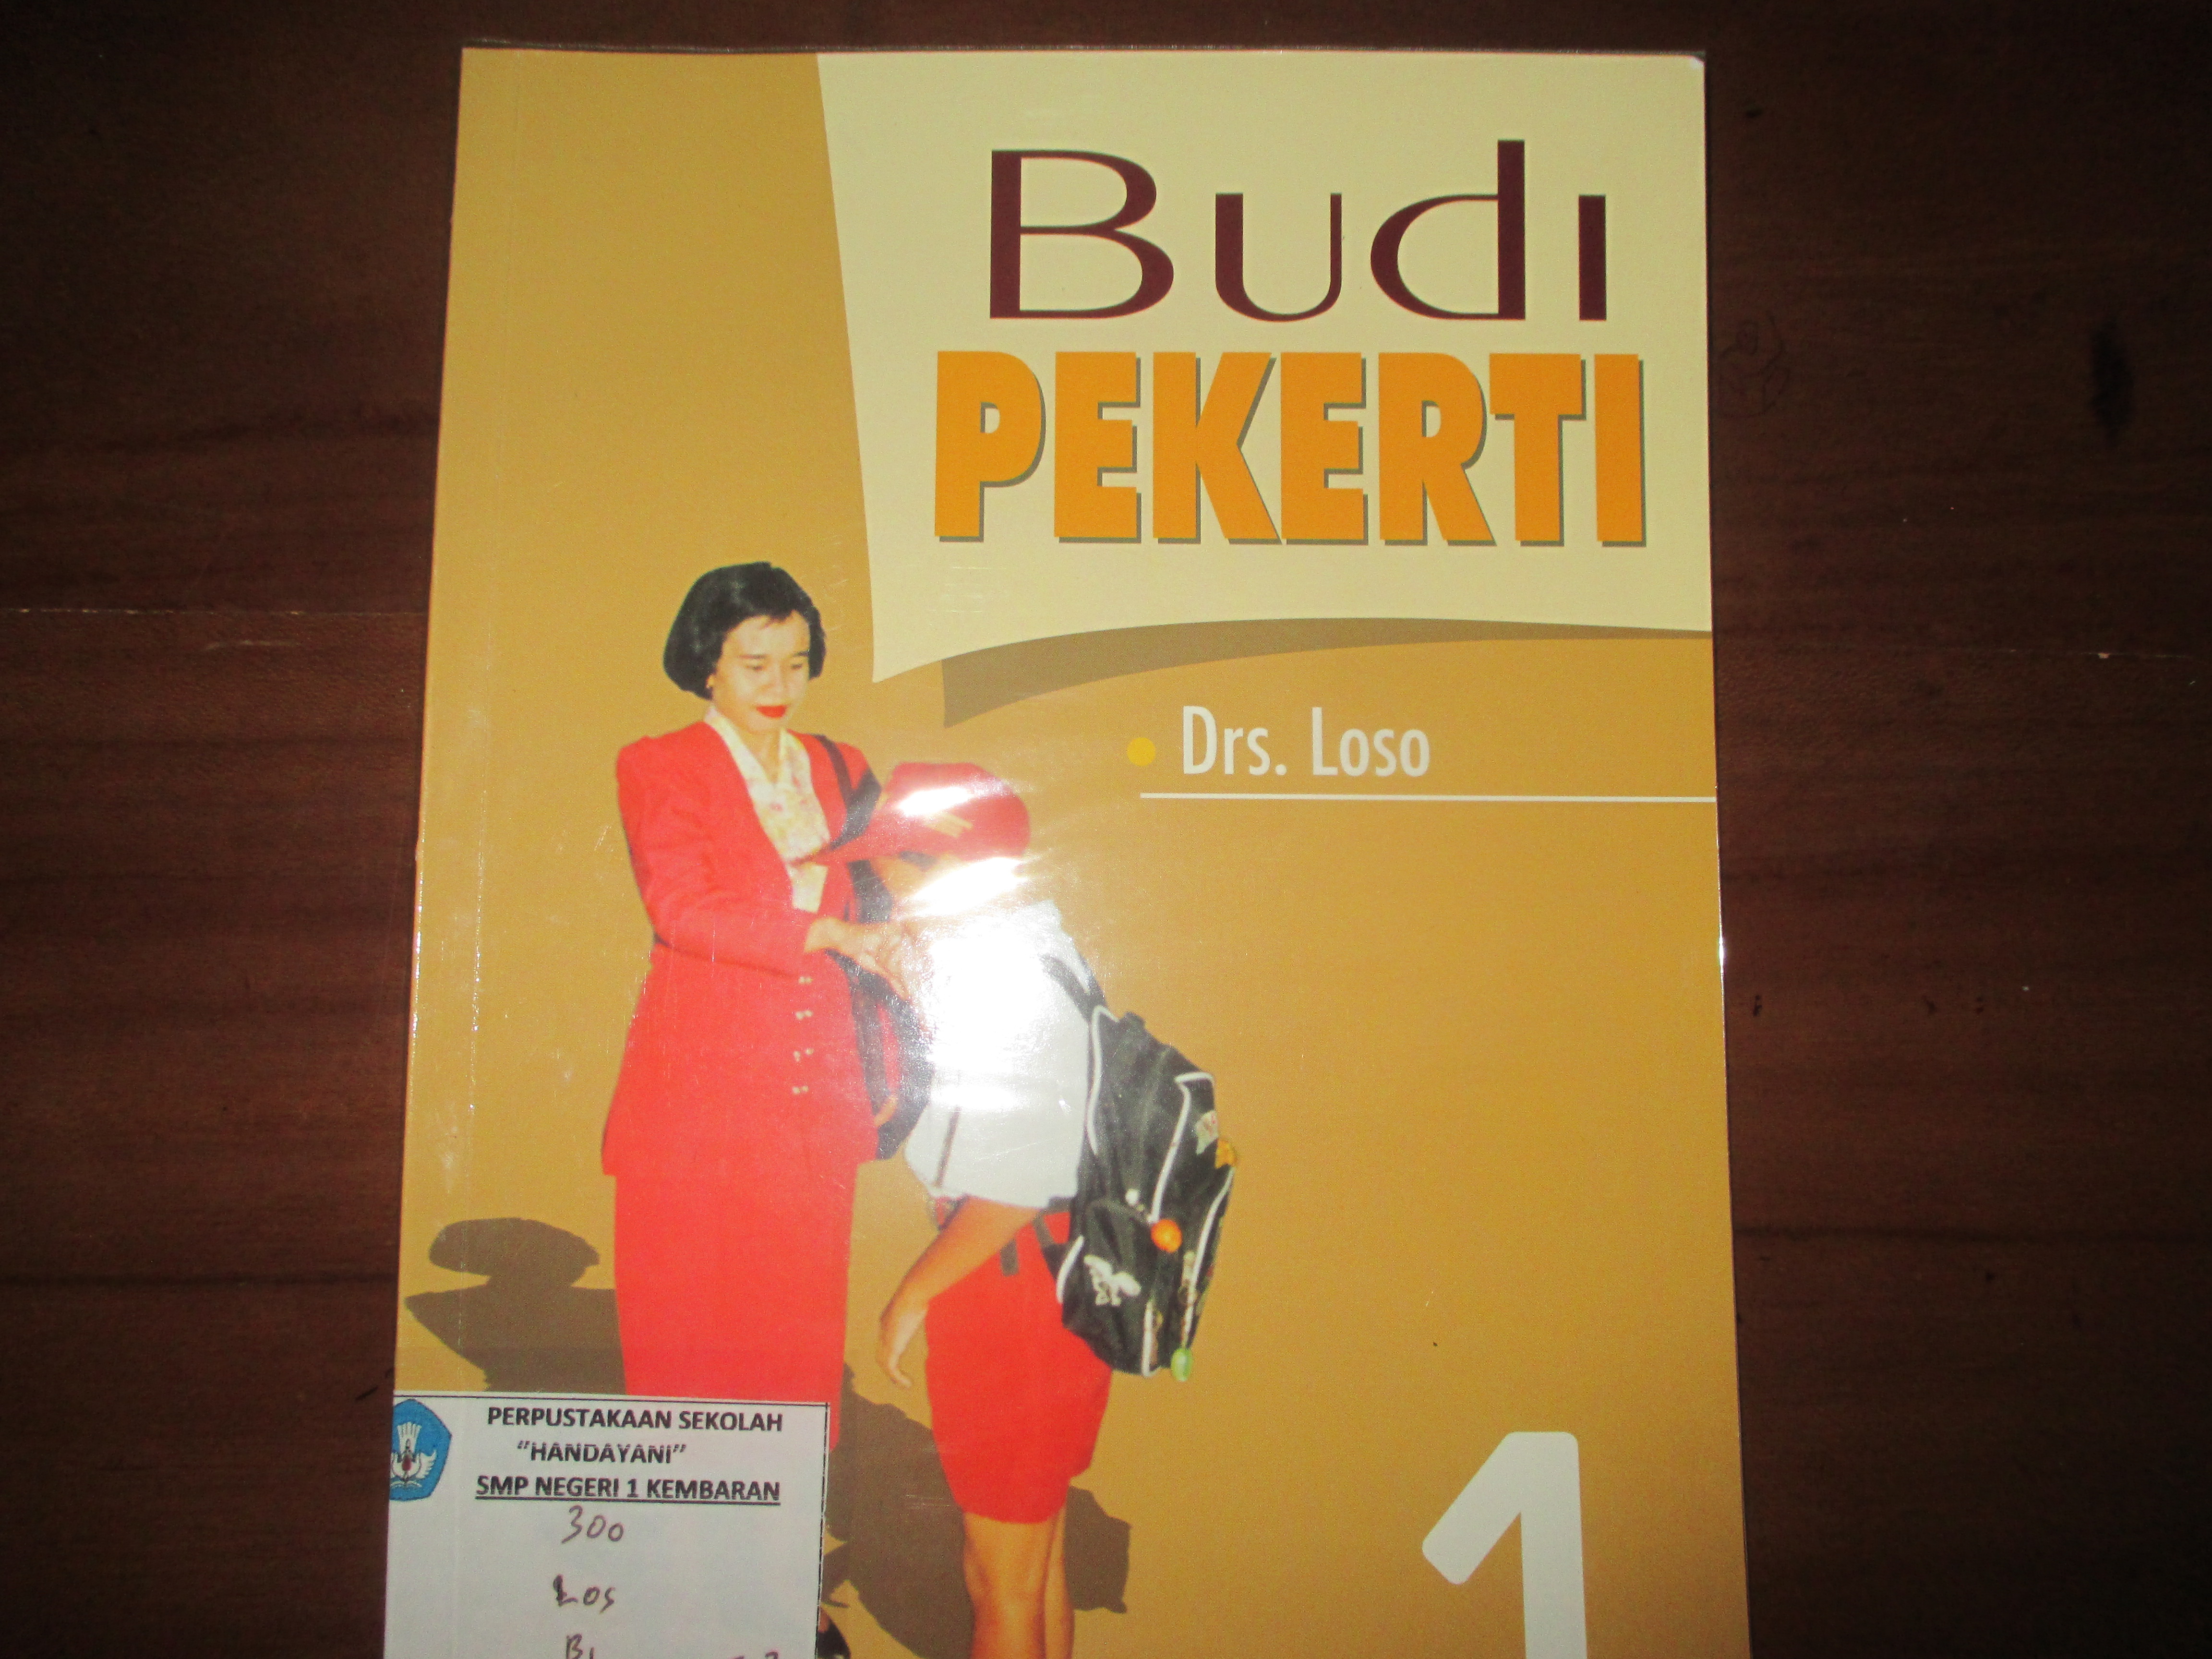 Budi
PEKERTI
Drs. Loso
PERPUSTAKAAN SEKOLAH
"HANDAYANI"
SMP NEGERI 1 KEMBARAN
300
Los
1